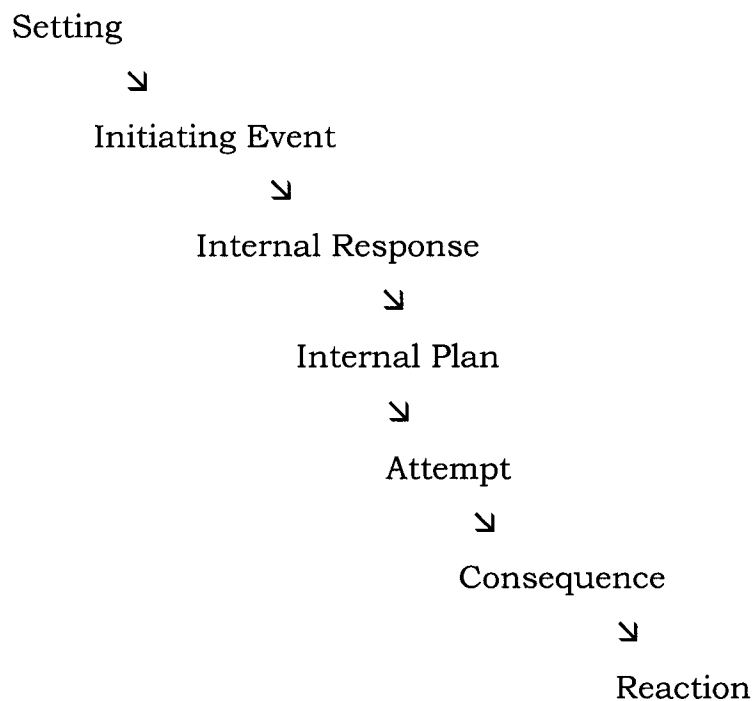 Setting
↘
Initiating Event
↘
Internal Response
↘
Internal Plan
↘
Attempt
↘
Consequence
↘
Reaction